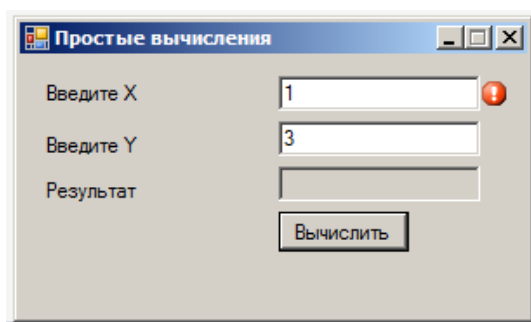 Простые вычисления
Введите X 1
Введите Y 3
Результат
Вычислить